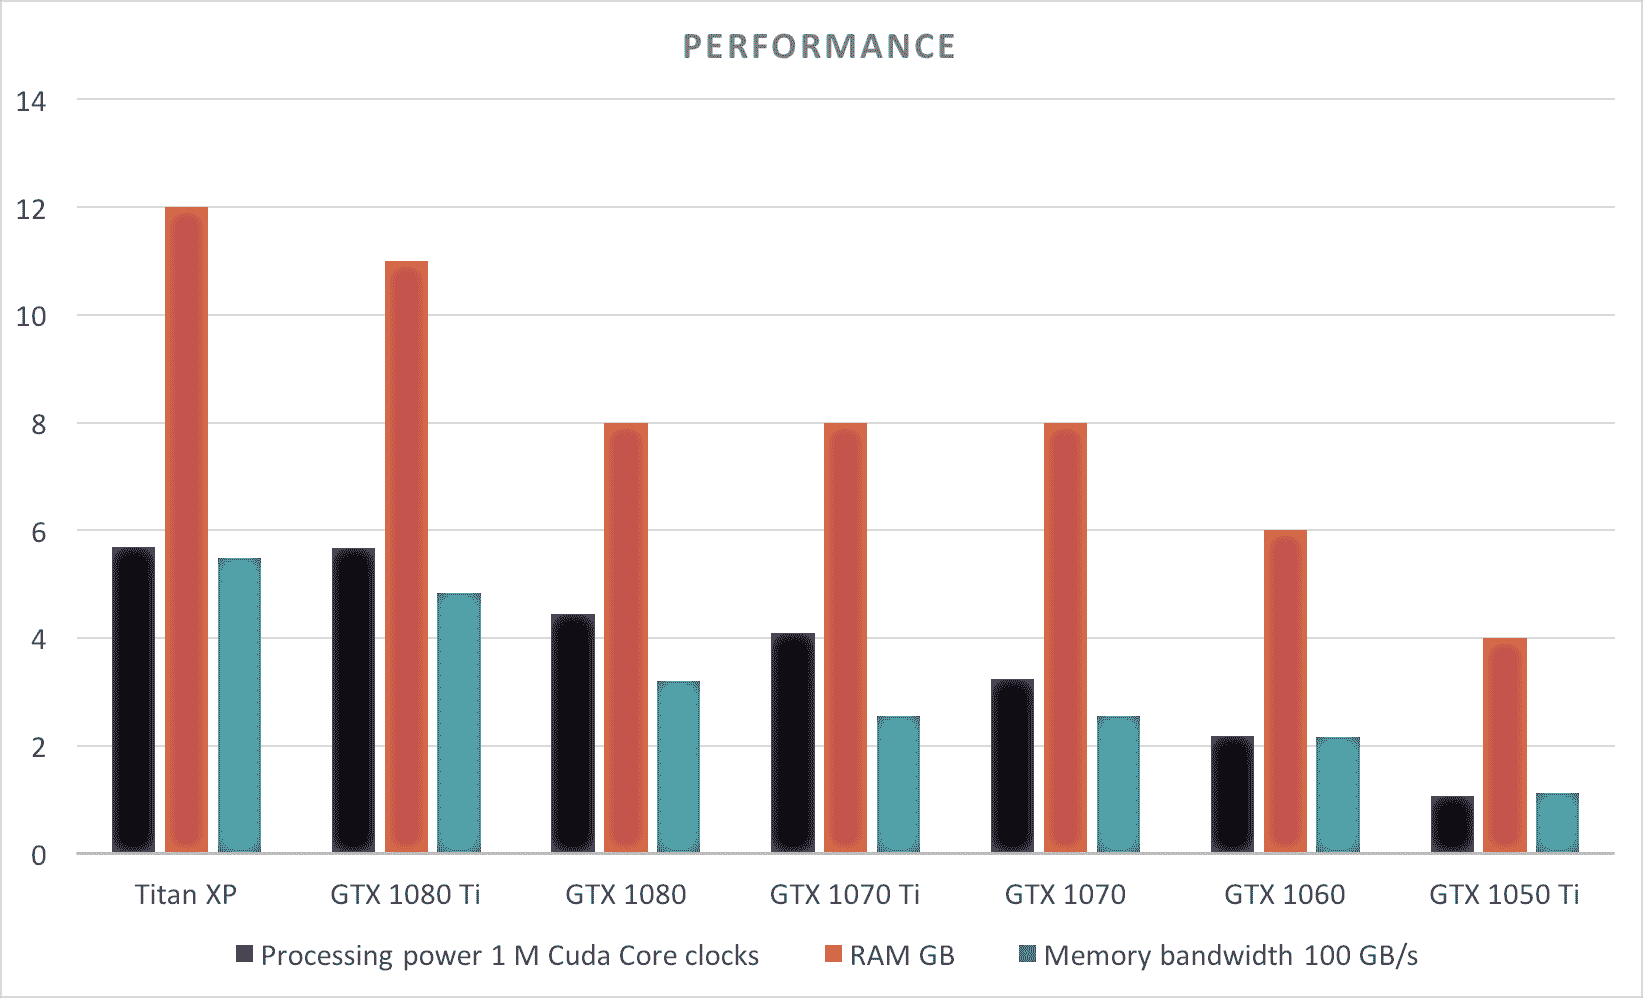 PERFORMANCE
14
12
10
8
6
4
2
0
Titan XP GTX 1080 Ti GTX 1080 GTX 1070 Ti GTX 1070 GTX 1060 GTX 1050 Ti
Processing power 1 M Cuda Core clocks RAM GB Memory bandwidth 100 GB/s